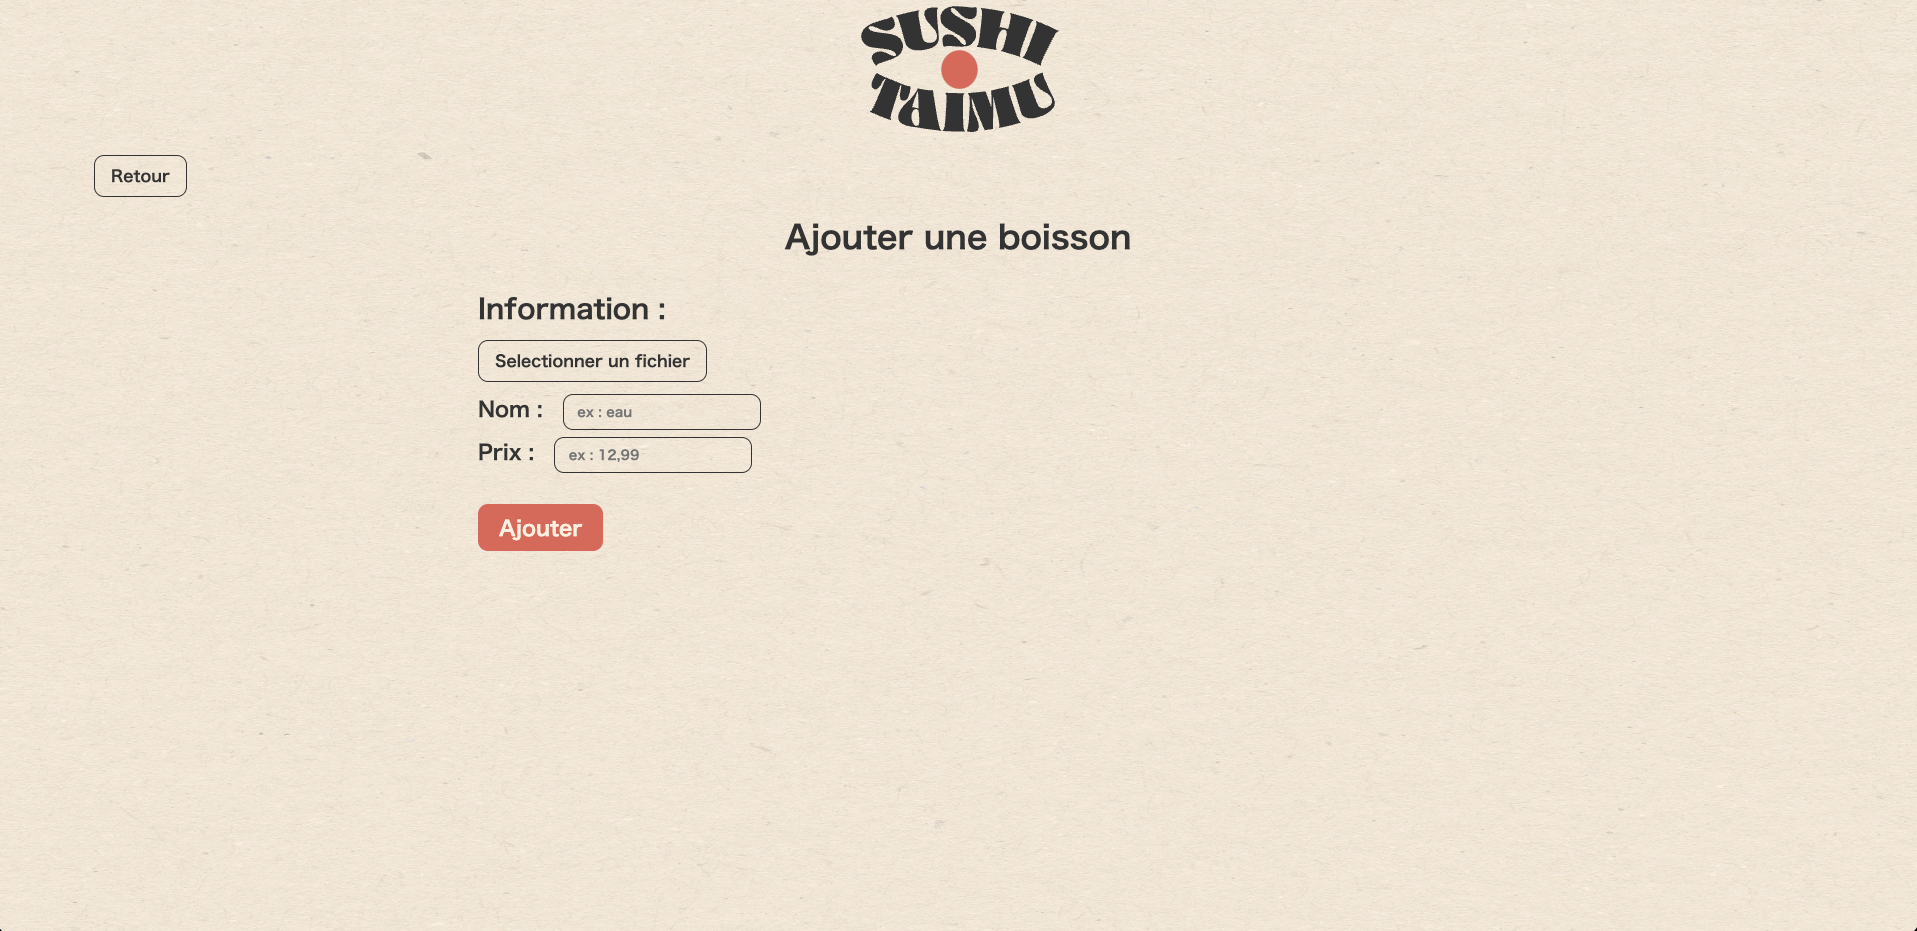 SUSHI
TAIMU
Retour
Ajouter une boisson
Information :
Selectionner un fichier
Nom : ex : eau
Prix : ex : 12,99
Ajouter